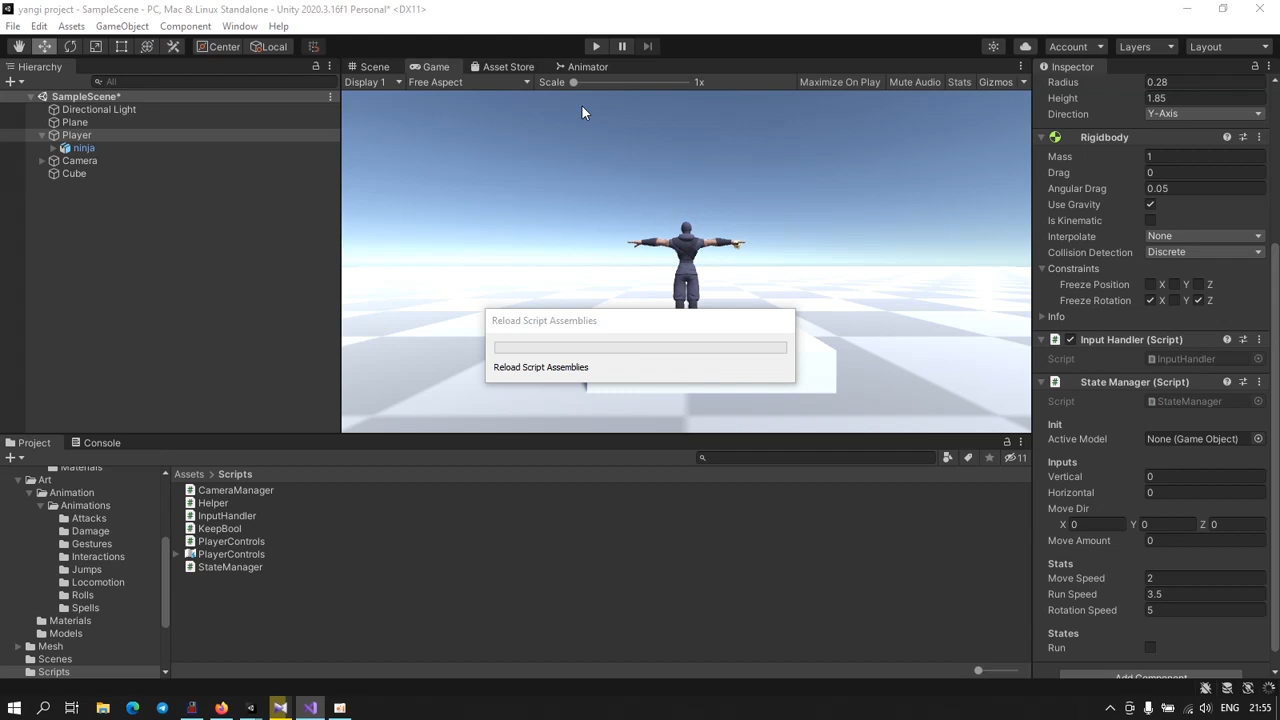 yangi project - SampleScene - PC, Mac & Linux Standalone - Unity 2020.3.16f1 Personal* <DX11>
File Edit Assets GameObject Component Window Help
Center Local Account Layers Layout
Hierarchy Scene Game Asset Store Animator Inspector
All Display 1 Free Aspect Scale 1x Maximize On Play Mute Audio Stats Gizmos
SampleScene*
Directional Light
Plane
Player
ninja
Camera
Cube
Reload Script Assemblies
Reload Script Assemblies
Radius 0.28
Height 1.85
Direction Y-Axis
Rigidbody
Mass 1
Drag 0
Angular Drag 0.05
Use Gravity
Is Kinematic
Interpolate None
Collision Detection Discrete
Constraints
Freeze Position X Y Z
Freeze Rotation X Y Z
Info
Input Handler (Script)
Script InputHandler
State Manager (Script)
Script StateManager
Init
Active Model None (Game Object)
Inputs
Vertical 0
Horizontal 0
Move Dir
X 0 Y 0 Z 0
Move Amount 0
Stats
Move Speed 2
Run Speed 3.5
Rotation Speed 5
States
Run
Add Component
Project Console
11
Materials
Art
Animation
Animations
Attacks
Damage
Gestures
Interactions
Jumps
Locomotion
Rolls
Spells
Materials
Models
Mesh
Scenes
Scripts
Assets Scripts
CameraManager
Helper
InputHandler
KeepBool
PlayerControls
PlayerControls
StateManager
ENG 21:55